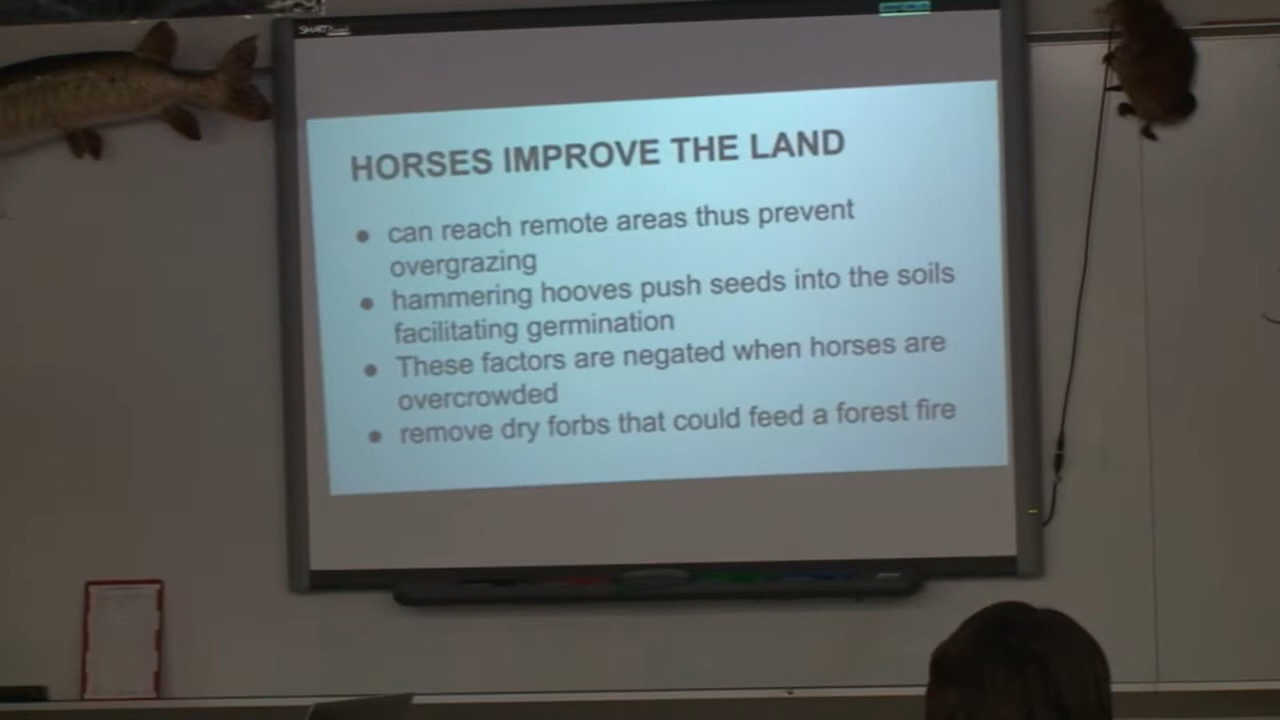 SMART
HORSES IMPROVE THE LAND
● can reach remote areas thus prevent
overgrazing
● hammering hooves push seeds into the soils
facilitating germination
● These factors are negated when horses are
overcrowded
● remove dry forbs that could feed a forest fire